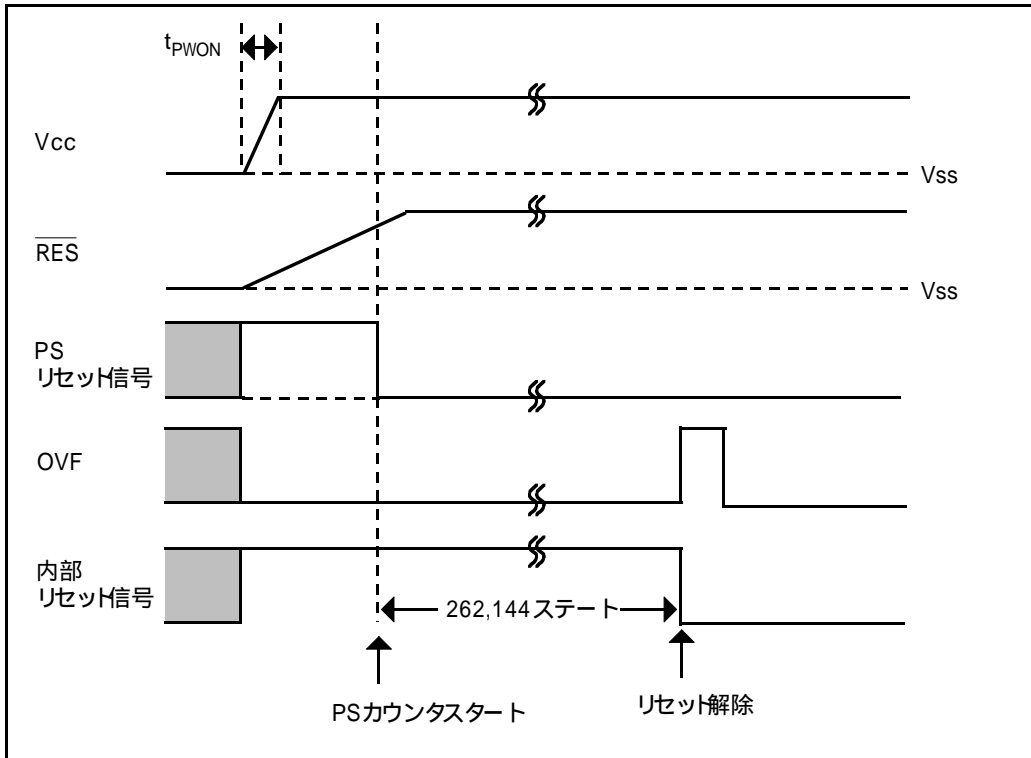 tPWON
Vcc
Vss
RES
Vss
PS
リセット信号
OVF
内部
リセット信号
262,144ステート
PSカウンタスタート
リセット解除